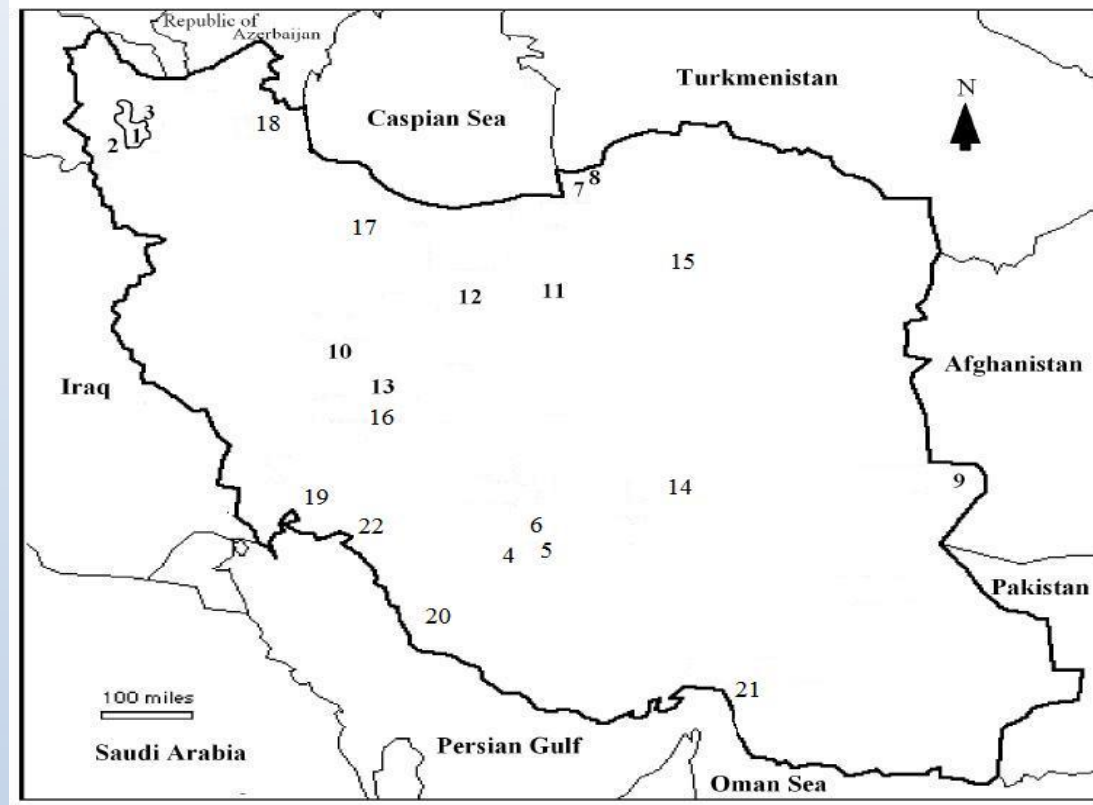 Republic of
Azerbaijan
Turkmenistan
N
Caspian Sea
3
1
2
18
8
7
17
15
12
11
10
Afghanistan
13
Iraq
16
9
14
19
6
22
5
4
Pakistan
20
21
100 miles
Persian Gulf
Saudi Arabia
Oman Sea